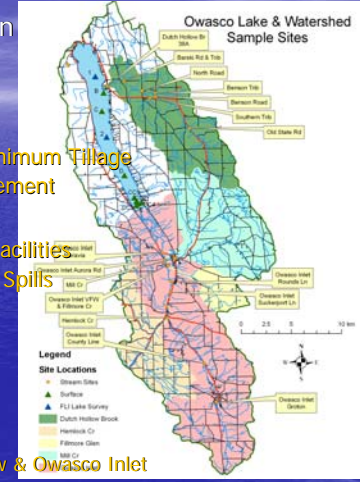 n
Owasco Lake & Watershed
Sample Sites
Dutch Hollow Br
38A
Barski Rd & Trib
North Road
Benson Trib
Benson Road
Southern Trib
Old State Rd
nimum Tillage
ement
acilities
Spills
Owasco Inlet
Moravia
Owasco Inlet Aurora Rd
Mill Cr
Owasco Inlet VFW
& Fillmore Cr
Hemlock Cr
Owasco Inlet
County Line
Owasco Inlet
Rounds Ln
Owasco Inlet
Suckerport Ln
0 2.5 5 10 km
N
Legend
Site Locations
Stream Sites
Surface
FLI Lake Survey
Dutch Hollow Brook
Hemlock Cr
Fillmore Glen
Mill Cr
Owasco Inlet
Groton
w & Owasco Inlet